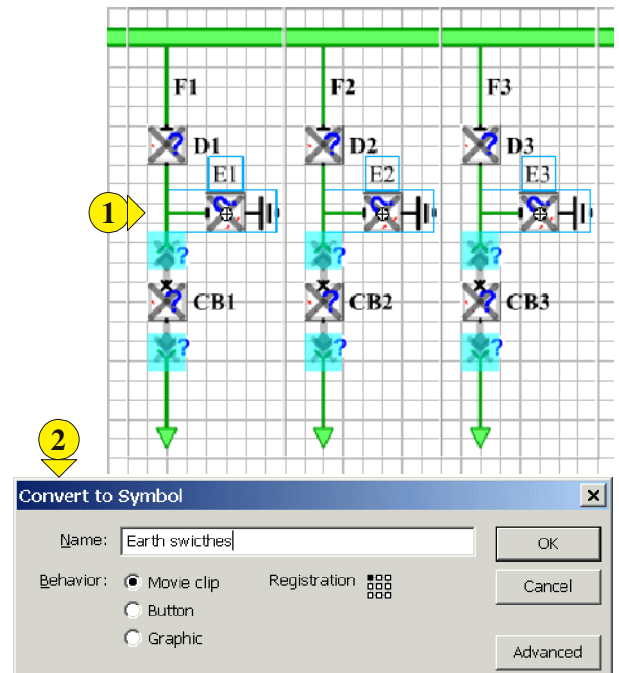 F1 F2 F3
D1 D2 D3
E1 E2 E3
1
? ? ?
CB1 CB2 CB3
? ? ?
2
Convert to Symbol
Name: Earth swicthes OK
Behavior: Movie clip Registration Cancel
Button
Graphic
Advanced